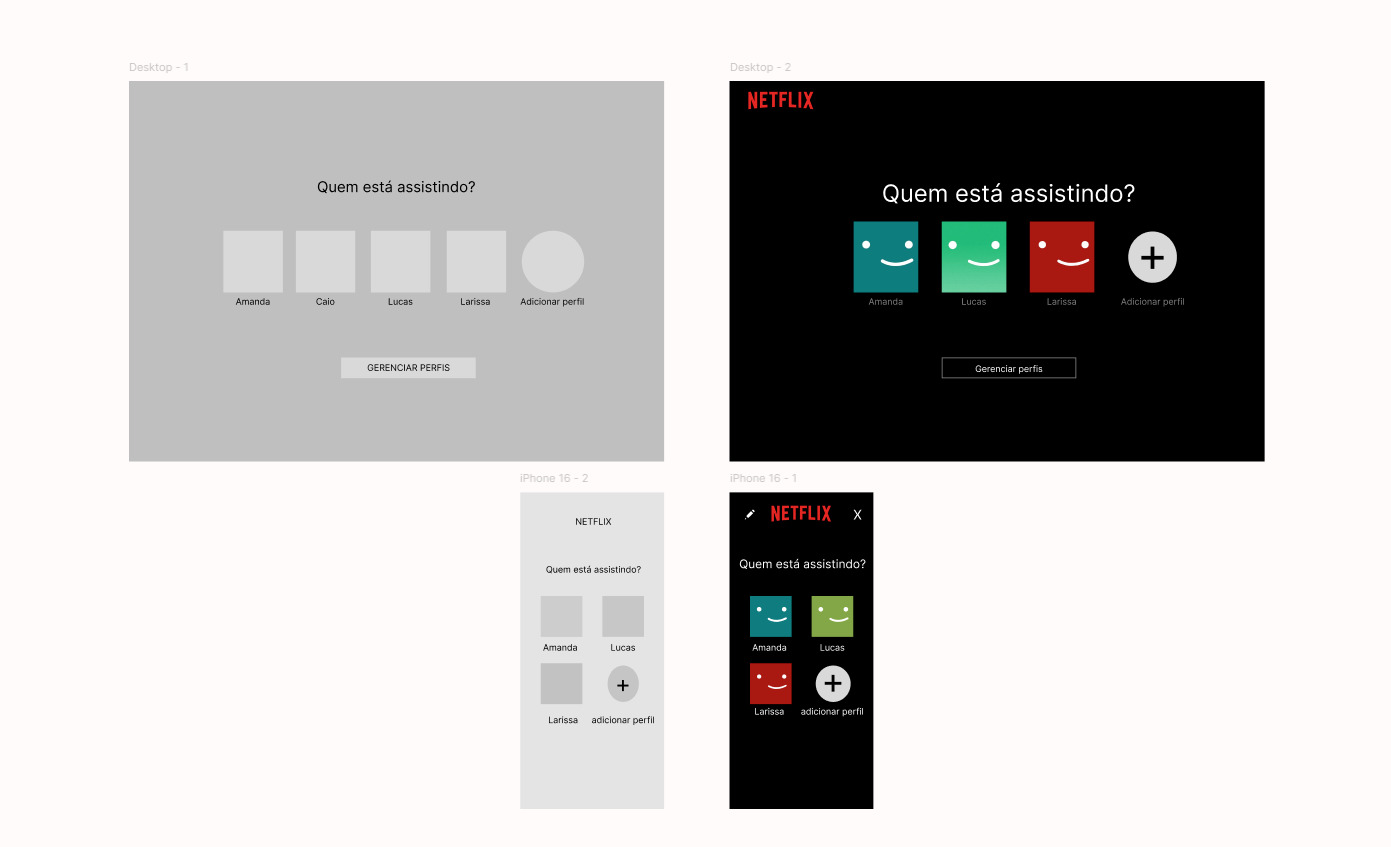 Desktop - 1
Quem está assistindo?
Amanda
Caio
Lucas
Larissa
Adicionar perfil
GERENCIAR PERFIS
Desktop - 2
NETFLIX
Quem está assistindo?
Amanda
Lucas
Larissa
Adicionar perfil
Gerenciar perfis
iPhone 16 - 2
NETFLIX
Quem está assistindo?
Amanda
Lucas
+
Larissa
adicionar perfil
iPhone 16 - 1
NETFLIX
X
Quem está assistindo?
Amanda
Lucas
Larissa
adicionar perfil